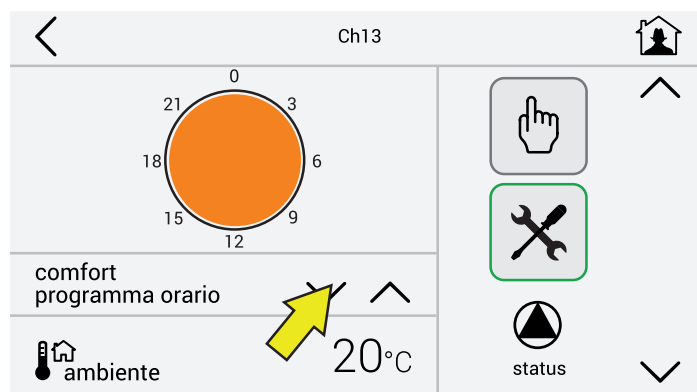 Ch13
0
21
3
18
6
15
9
12
comfort
programma orario
ambiente
20°C
status